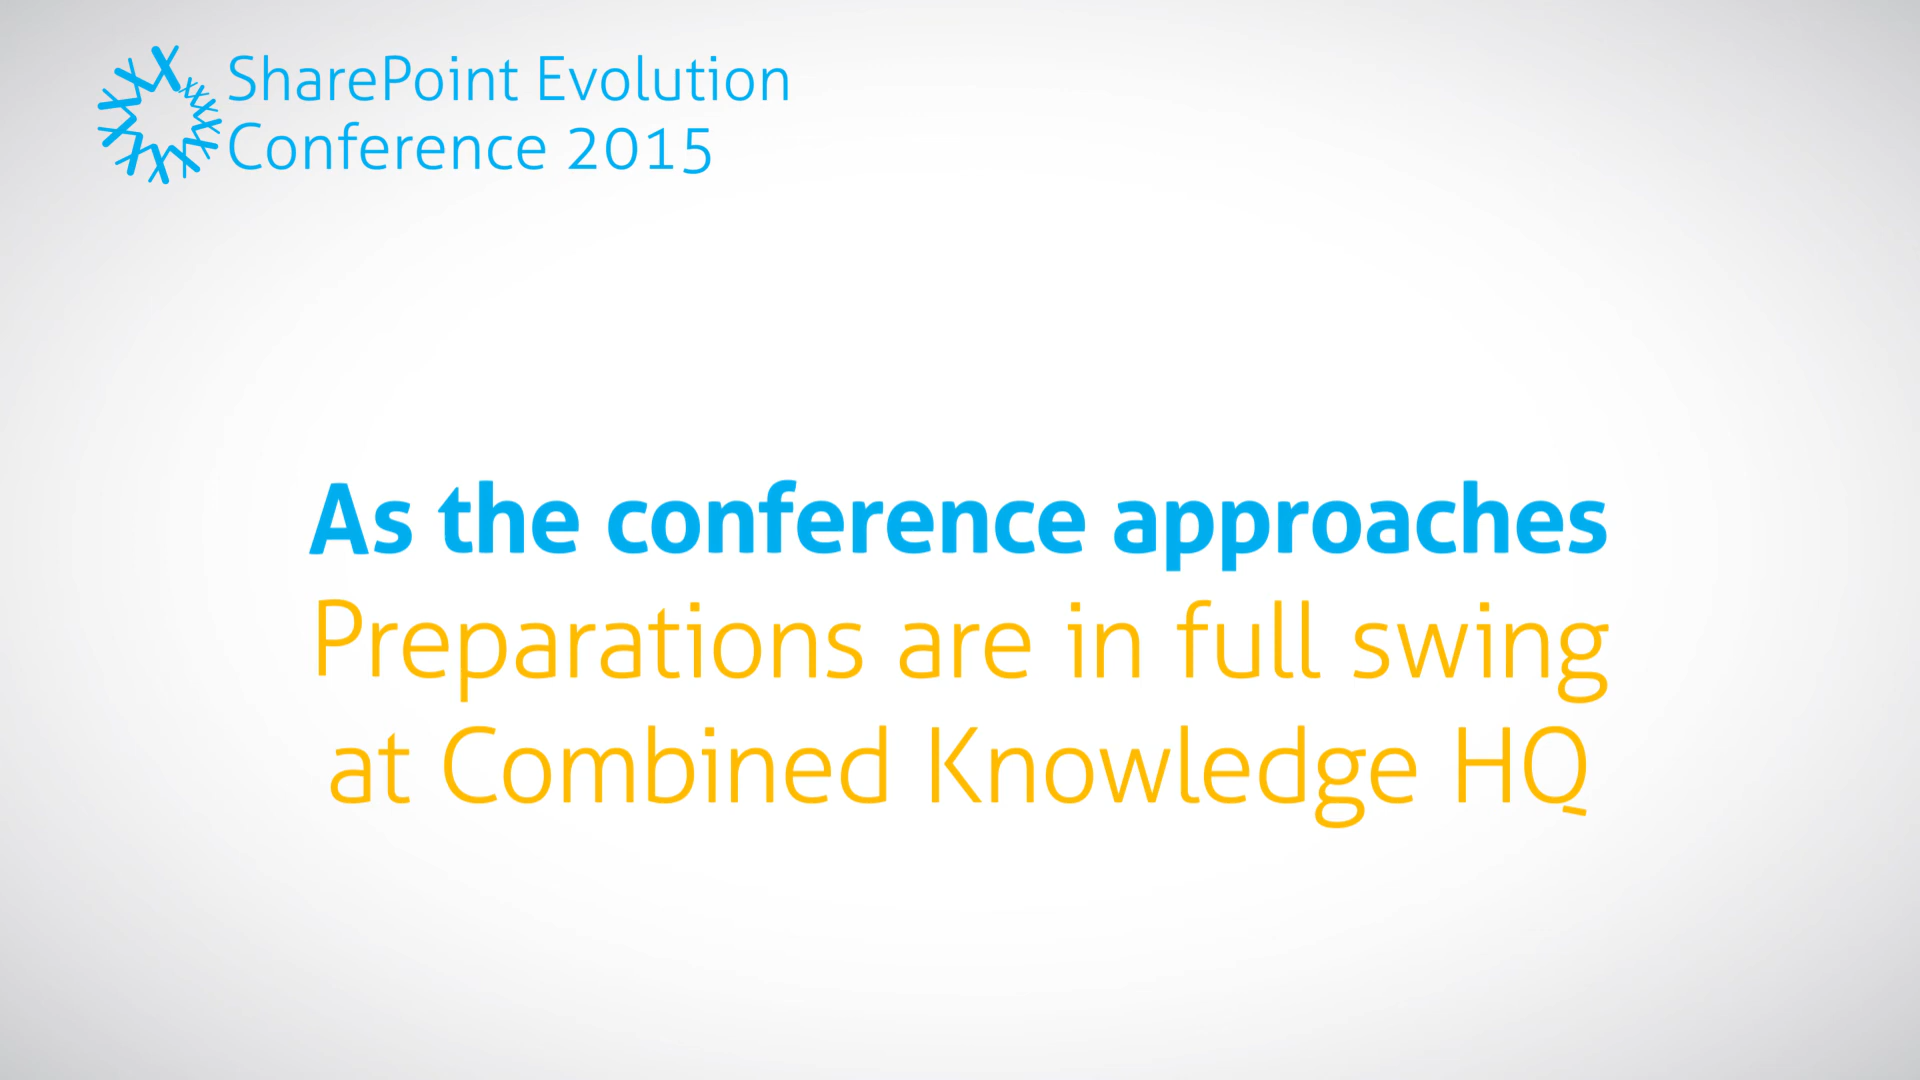 SharePoint Evolution
Conference 2015
As the conference approaches
Preparations are in full swing
at Combined Knowledge HQ